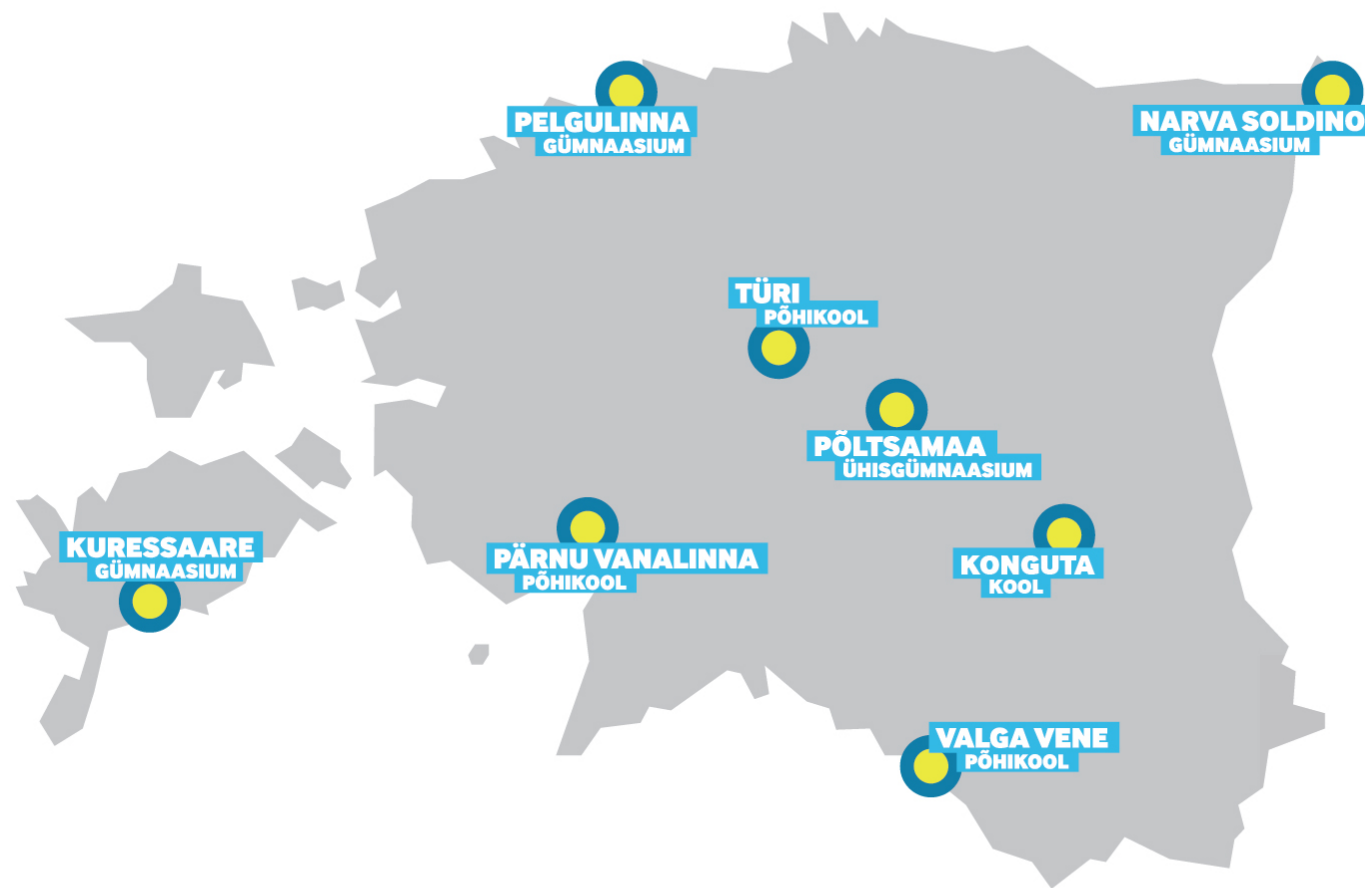 PELGULINNA
GÜMNAASIUM
NARVA SOLDINO
GÜMNAASIUM
TÜRI
PÕHIKOOL
PÕLTSAMAA
ÜHISGÜMNAASIUM
KURESSAARE
GÜMNAASIUM
PÄRNU VANALINNA
PÕHIKOOL
KONGUTA
KOOL
VALGA VENE
PÕHIKOOL